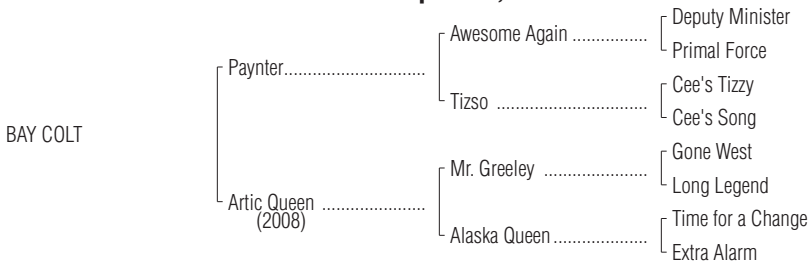 Deputy Minister
Awesome Again ................
Primal Force
Paynter.............................
Cee's Tizzy
Tizso ...............................
Cee's Song
BAY COLT
Gone West
Mr. Greeley .....................
Long Legend
Artic Queen .....................
(2008)
Time for a Change
Alaska Queen...................
Extra Alarm